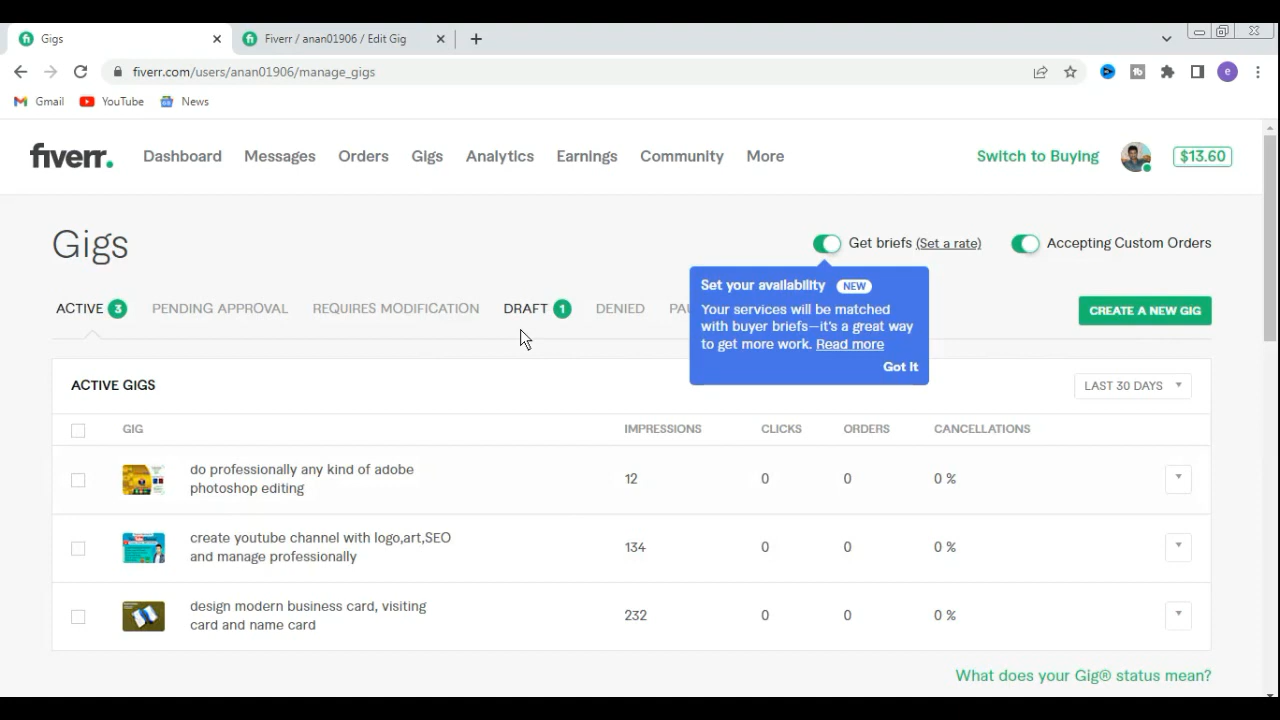 Gigs
Fiverr / anan01906 / Edit Gig
fiverr.com/users/anan01906/manage_gigs
e
Gmail
YouTube
News
fiverr.
Dashboard
Messages
Orders
Gigs
Analytics
Earnings
Community
More
Switch to Buying
$13.60
Gigs
Get briefs (Set a rate)
Accepting Custom Orders
Set your availability NEW
Your services will be matched
with buyer briefs—it's a great way
to get more work. Read more
Got It
ACTIVE 3
PENDING APPROVAL
REQUIRES MODIFICATION
DRAFT 1
DENIED
CREATE A NEW GIG
ACTIVE GIGS
LAST 30 DAYS
GIG
IMPRESSIONS
CLICKS
ORDERS
CANCELLATIONS
do professionally any kind of adobe
photoshop editing
12
0
0
0 %
create youtube channel with logo,art,SEO
and manage professionally
134
0
0
0 %
design modern business card, visiting
card and name card
232
0
0
0 %
What does your Gig® status mean?